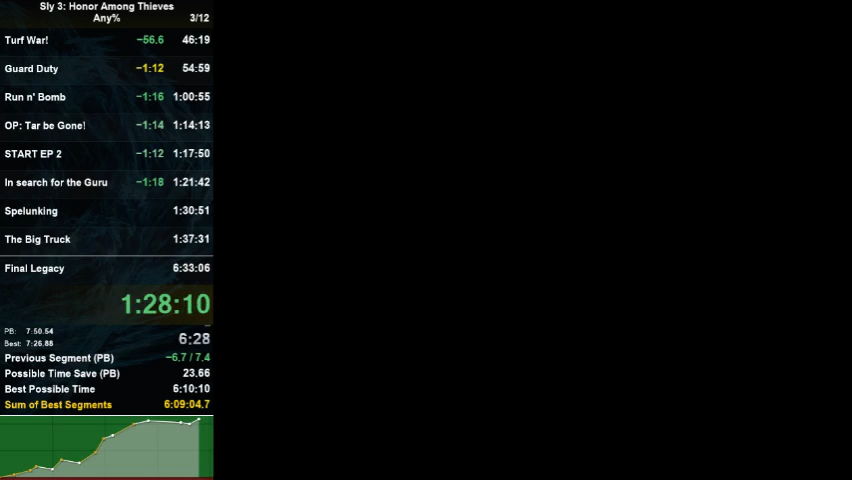 Sly 3: Honor Among Thieves
Any% 3/12
Turf War! −56.6 46:19
Guard Duty −1:12 54:59
Run n' Bomb −1:16 1:00:55
OP: Tar be Gone! −1:14 1:14:13
START EP 2 −1:12 1:17:50
In search for the Guru −1:18 1:21:42
Spelunking 1:30:51
The Big Truck 1:37:31
Final Legacy 6:33:06
1:28:10
PB: 7:50.54
Best: 7:26.88
6:28
Previous Segment (PB) −6.7 / 7.4
Possible Time Save (PB) 23.66
Best Possible Time 6:10:10
Sum of Best Segments 6:09:04.7